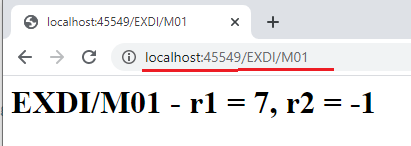 localhost:45549/EXDI/M01
localhost:45549/EXDI/M01
EXDI/M01 - r1 = 7, r2 = -1